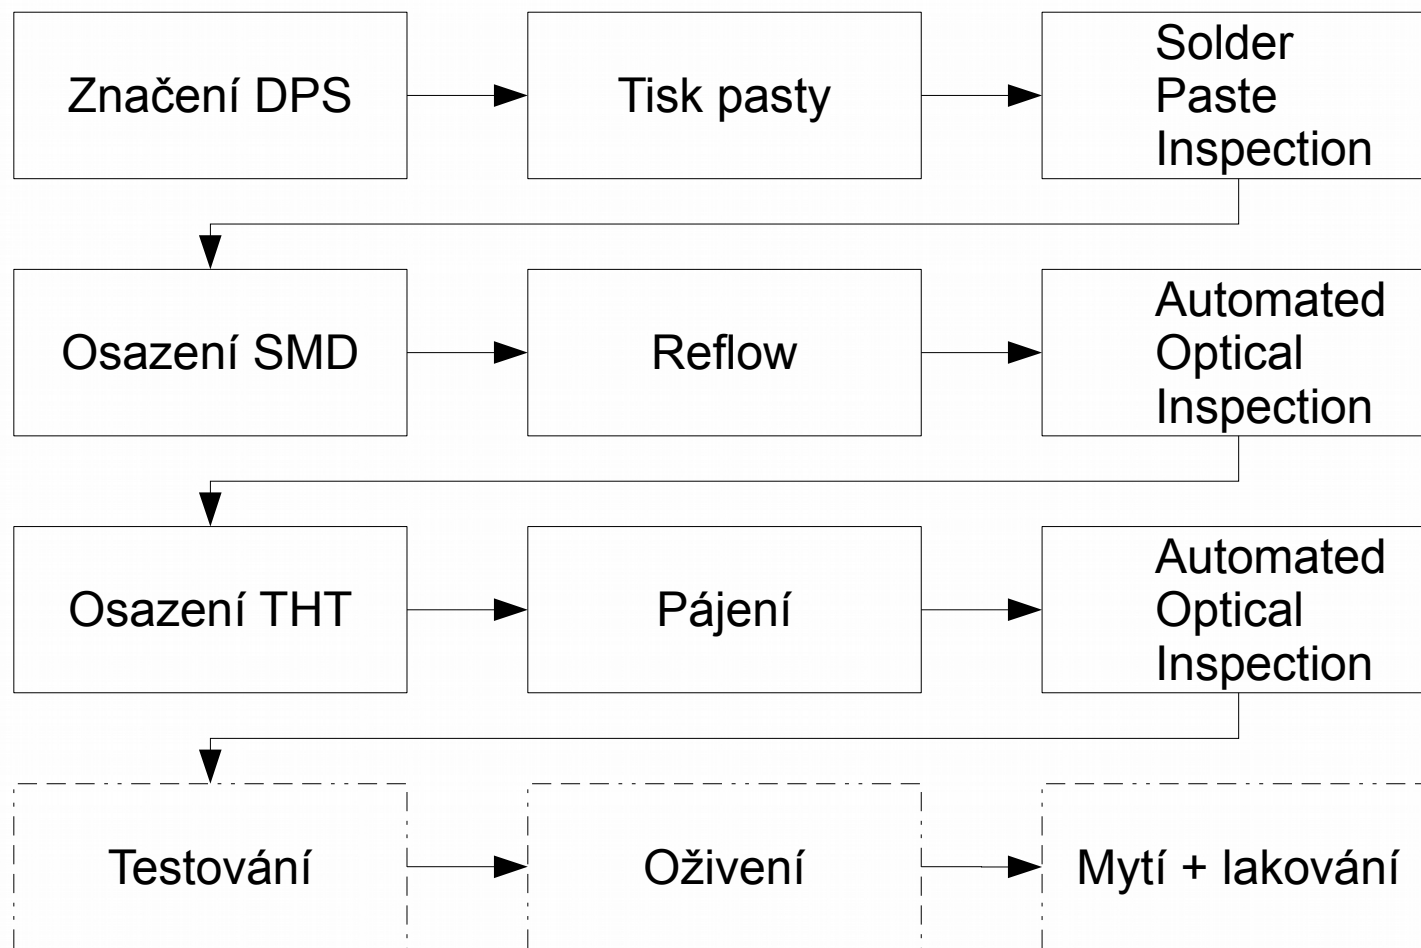 Značení DPS
Tisk pasty
Solder
Paste
Inspection
Osazení SMD
Reflow
Automated
Optical
Inspection
Osazení THT
Pájení
Automated
Optical
Inspection
Testování
Oživení
Mytí + lakování